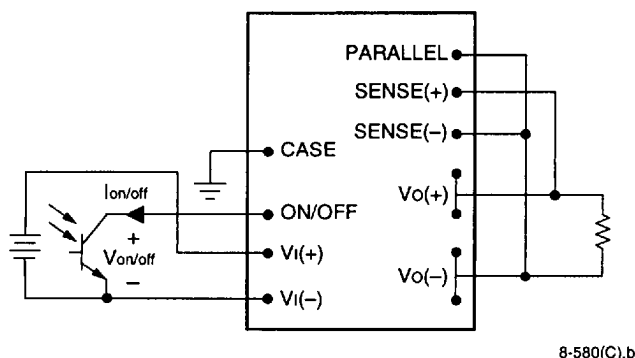 PARALLEL
SENSE(+)
SENSE(–)
CASE
Ion/off
ON/OFF
+
Von/off
–
VI(+)
VI(–)
VO(+)
VO(–)
8-580(C).b